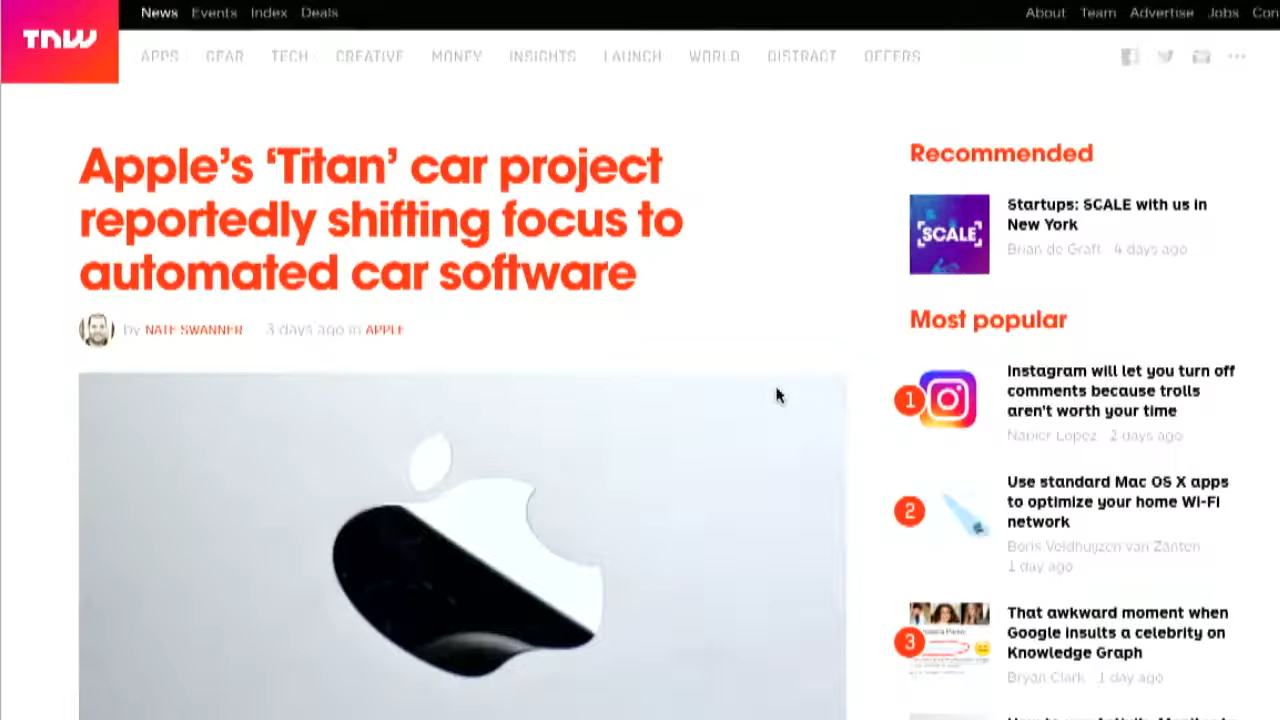 TNW
News Events Index Deals
About Team Advertise Jobs
APPS GEAR TECH CREATIVE MONEY INSIGHTS LAUNCH WORLD DISTRACT OFFERS
Apple’s ‘Titan’ car project
reportedly shifting focus to
automated car software
by NATE SWANNER 3 days ago in APPLE
Recommended
SCALE
Startups: SCALE with us in
New York
Brian de Graft 4 days ago
Most popular
1
Instagram will let you turn off
comments because trolls
aren't worth your time
Napier Lopez 2 days ago
2
Use standard Mac OS X apps
to optimize your home Wi-Fi
network
Boris Veldhuijzen van Zanten
1 day ago
3
That awkward moment when
Google insults a celebrity on
Knowledge Graph
Bryan Clark 1 day ago